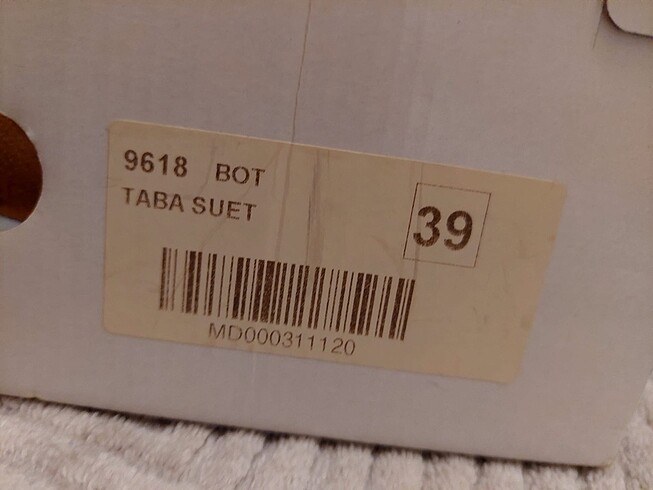 9618 BOT
TABA SUET
39
MD000311120